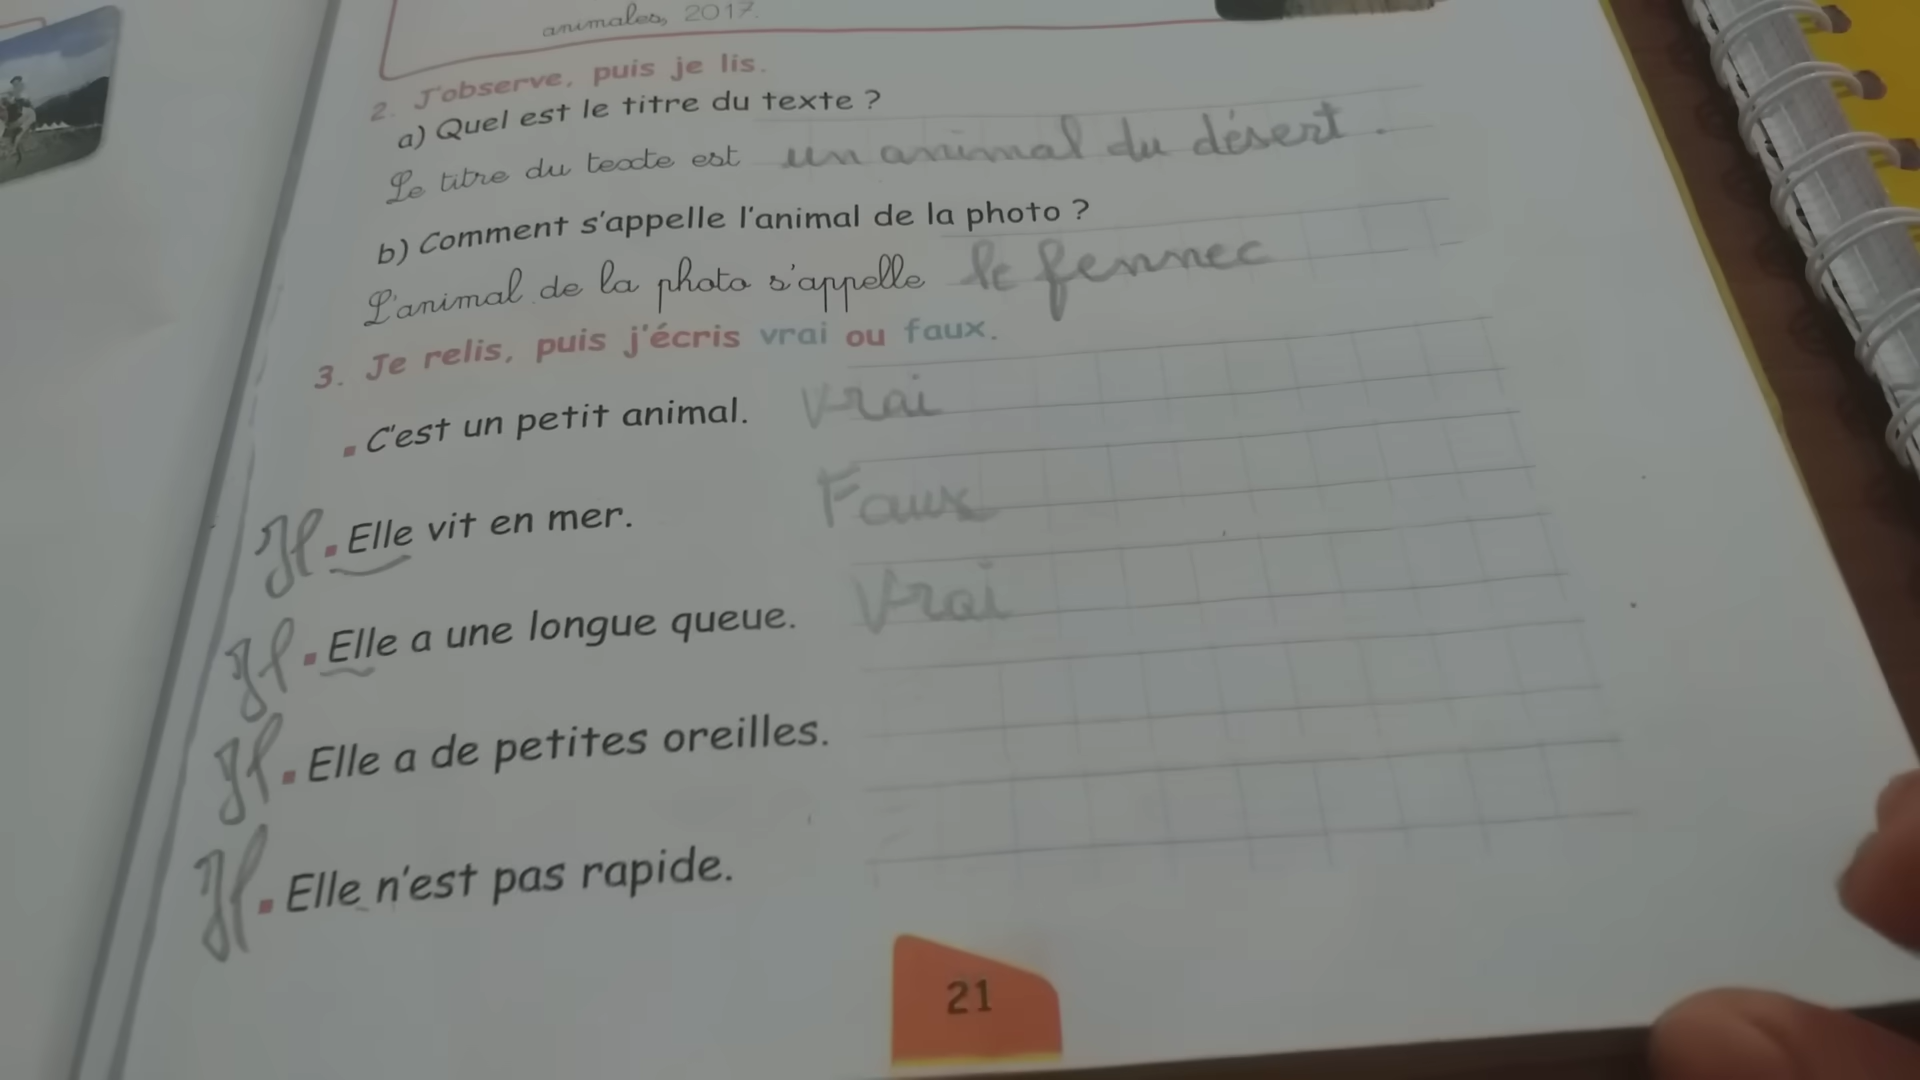 animales, 2017.
2. J'observe, puis je lis.
a) Quel est le titre du texte ?
Le titre du texte est un animal du désert.
b) Comment s'appelle l'animal de la photo ?
L'animal de la photo s'appelle le fennec
3. Je relis, puis j'écris vrai ou faux.
C'est un petit animal. Vrai
Il . Elle vit en mer. Faux
Il . Elle a une longue queue. Vrai
Il . Elle a de petites oreilles.
Il . Elle n'est pas rapide.
21